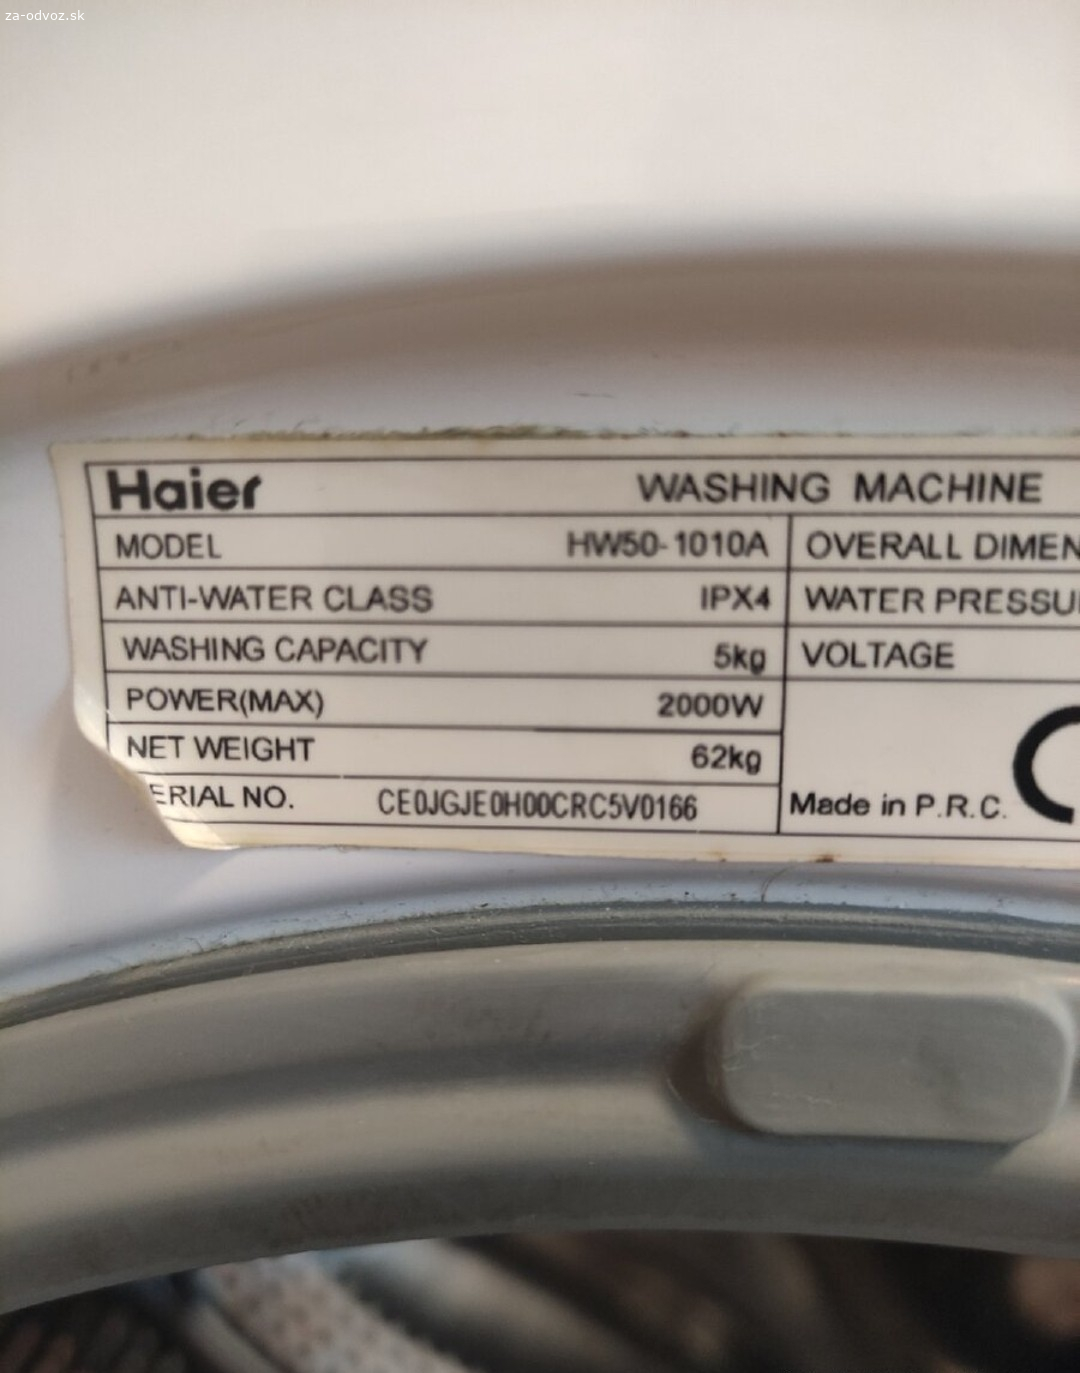 za-odvoz.sk
Haier WASHING MACHINE
MODEL HW50-1010A OVERALL DIMEN
ANTI-WATER CLASS IPX4 WATER PRESSU
WASHING CAPACITY 5kg VOLTAGE
POWER(MAX) 2000W
NET WEIGHT 62kg
ERIAL NO. CE0JGJE0H00CRC5V0166 Made in P.R.C.